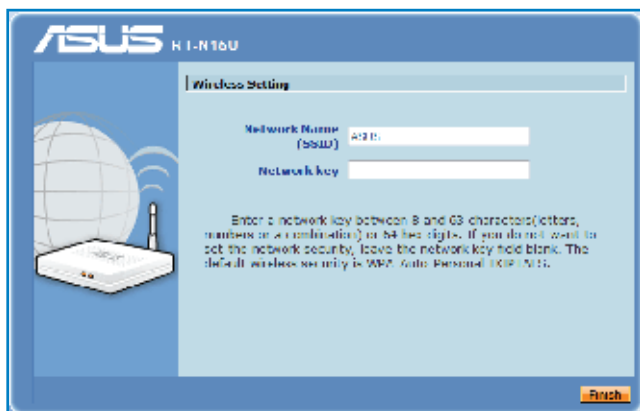 ASUS RT-N16U
Wireless Setting
Network Name
(SSID)
ASUS
Network key
Enter a network key between 8 and 63 characters(letters,
numbers or a combination) or 64 hex digits. If you do not want to
set the network security, leave the network key field blank. The
default wireless security is WPA-Auto-Personal TKIP+AES.
Finish